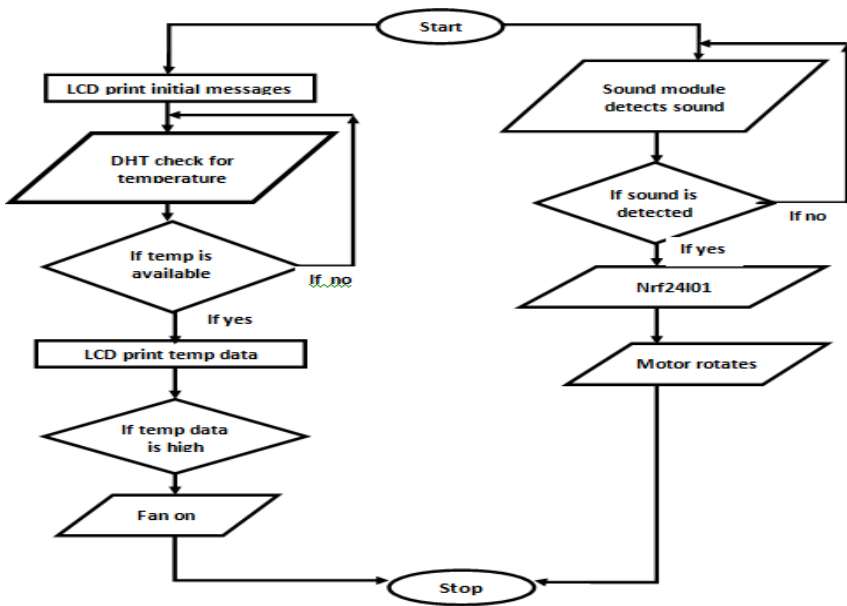 Start
LCD print initial messages
DHT check for
temperature
If temp is
available
If no
If yes
LCD print temp data
If temp data
is high
Fan on
Sound module
detects sound
If sound is
detected
If no
If yes
Nrf24l01
Motor rotates
Stop